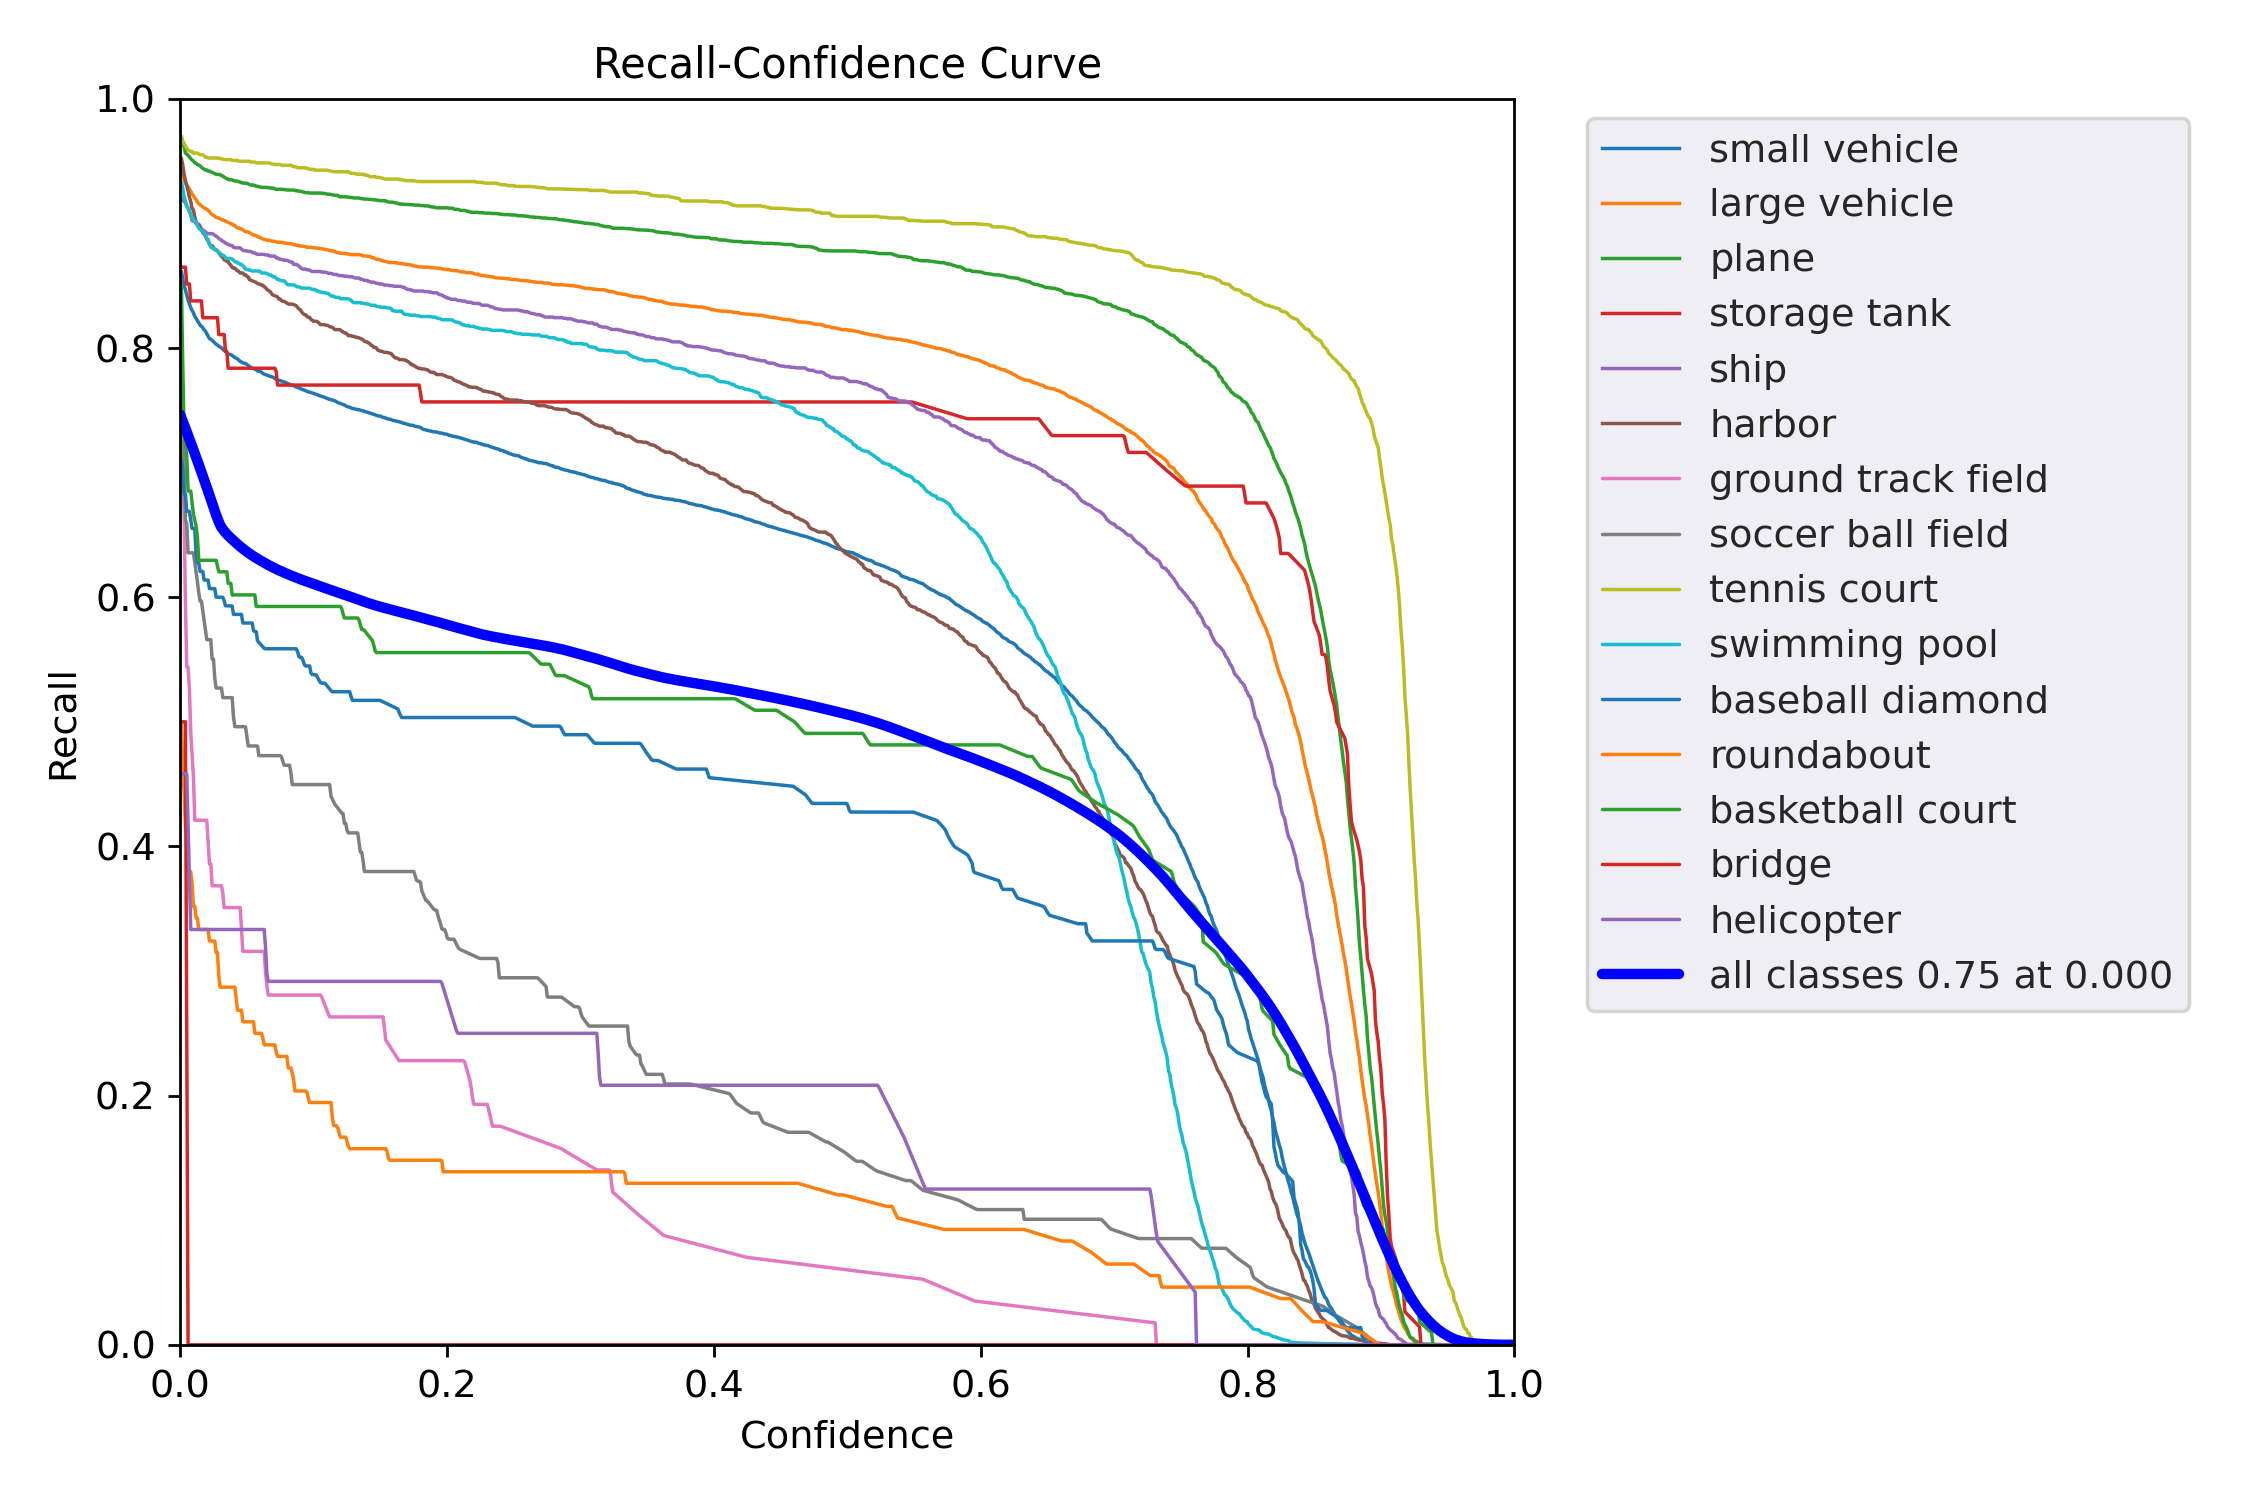 Recall-Confidence Curve
1.0
0.8
0.6
0.4
0.2
0.0
Recall
0.0 0.2 0.4 0.6 0.8 1.0
Confidence
small vehicle
large vehicle
plane
storage tank
ship
harbor
ground track field
soccer ball field
tennis court
swimming pool
baseball diamond
roundabout
basketball court
bridge
helicopter
all classes 0.75 at 0.000